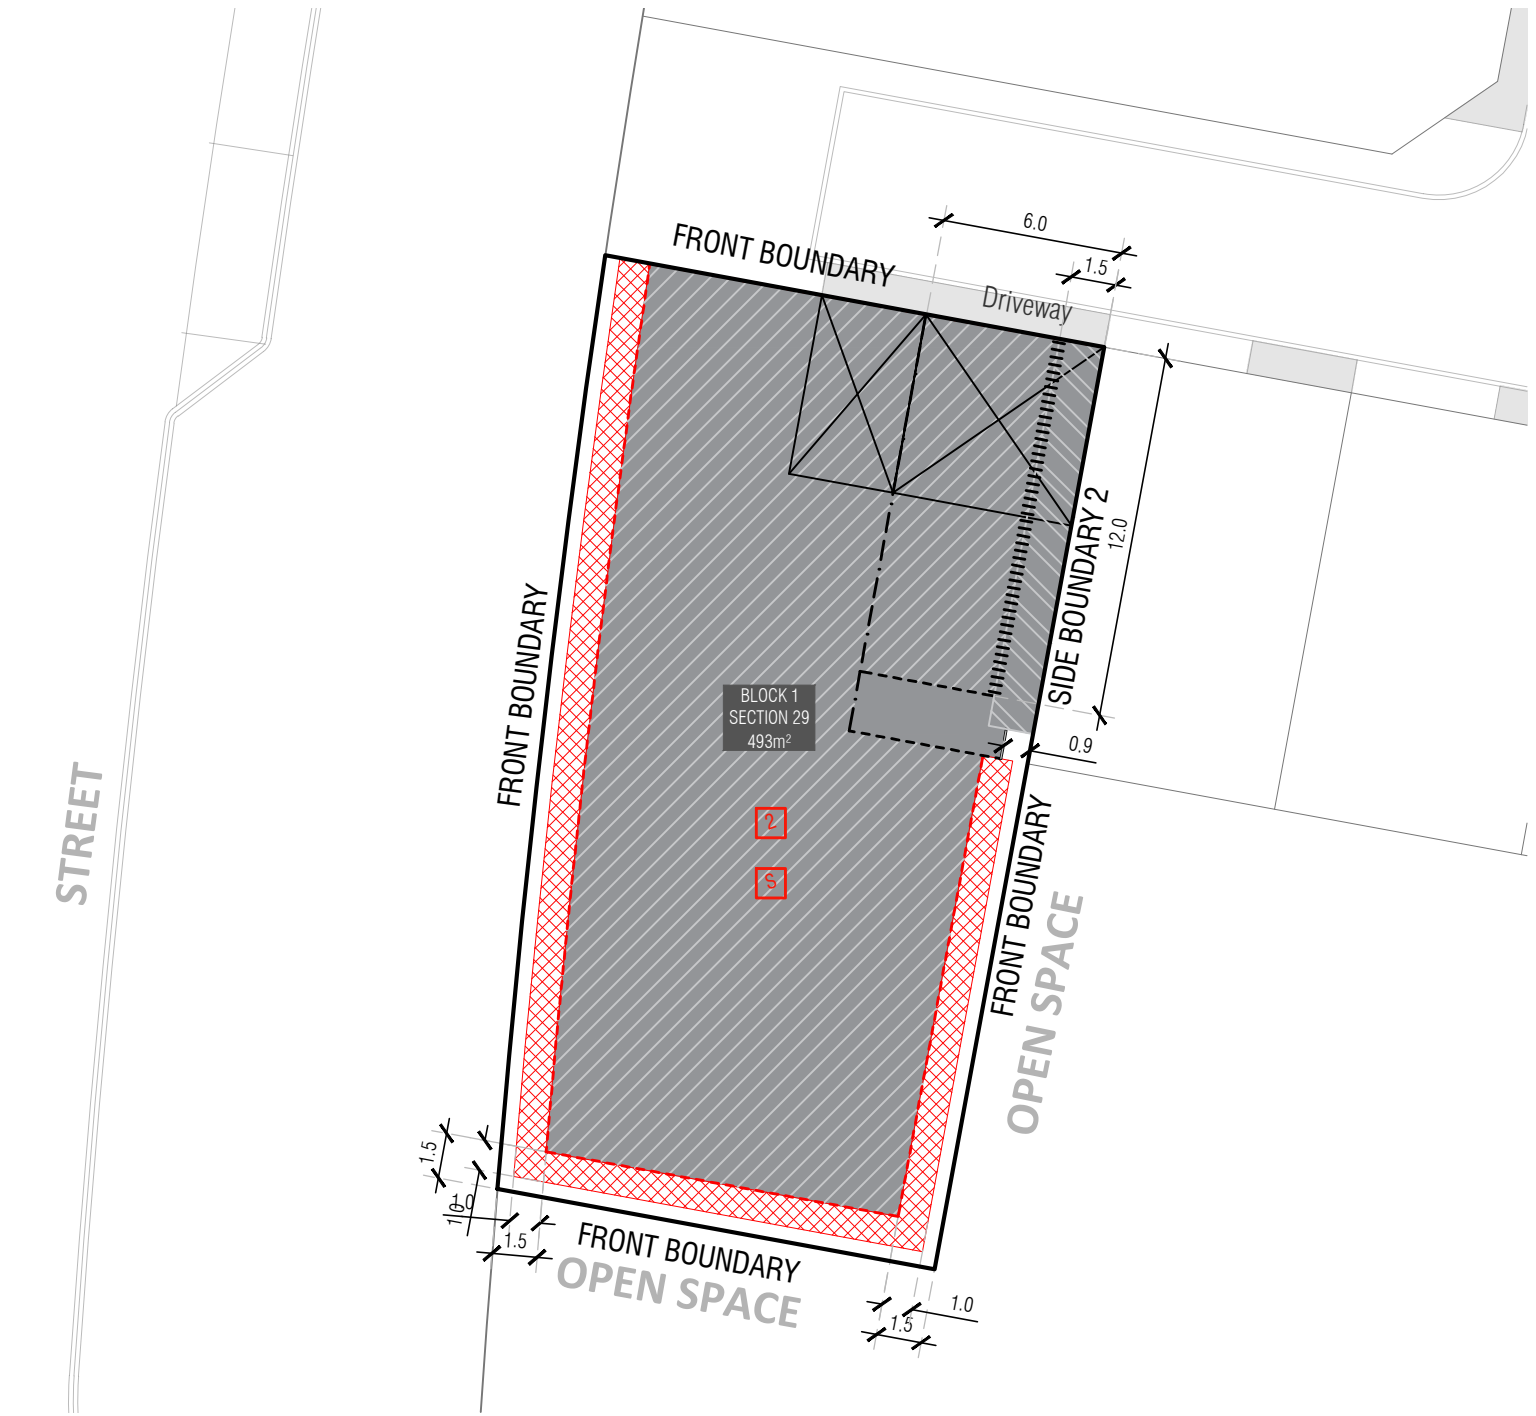 6.0
FRONT BOUNDARY
1.5
Driveway
SIDE BOUNDARY 2
12.0
FRONT BOUNDARY
BLOCK 1
SECTION 29
493m²
0.9
STREET
2
S
FRONT BOUNDARY
OPEN SPACE
1.5
1.0
1.0
1.5
FRONT BOUNDARY
OPEN SPACE
1.0
1.5